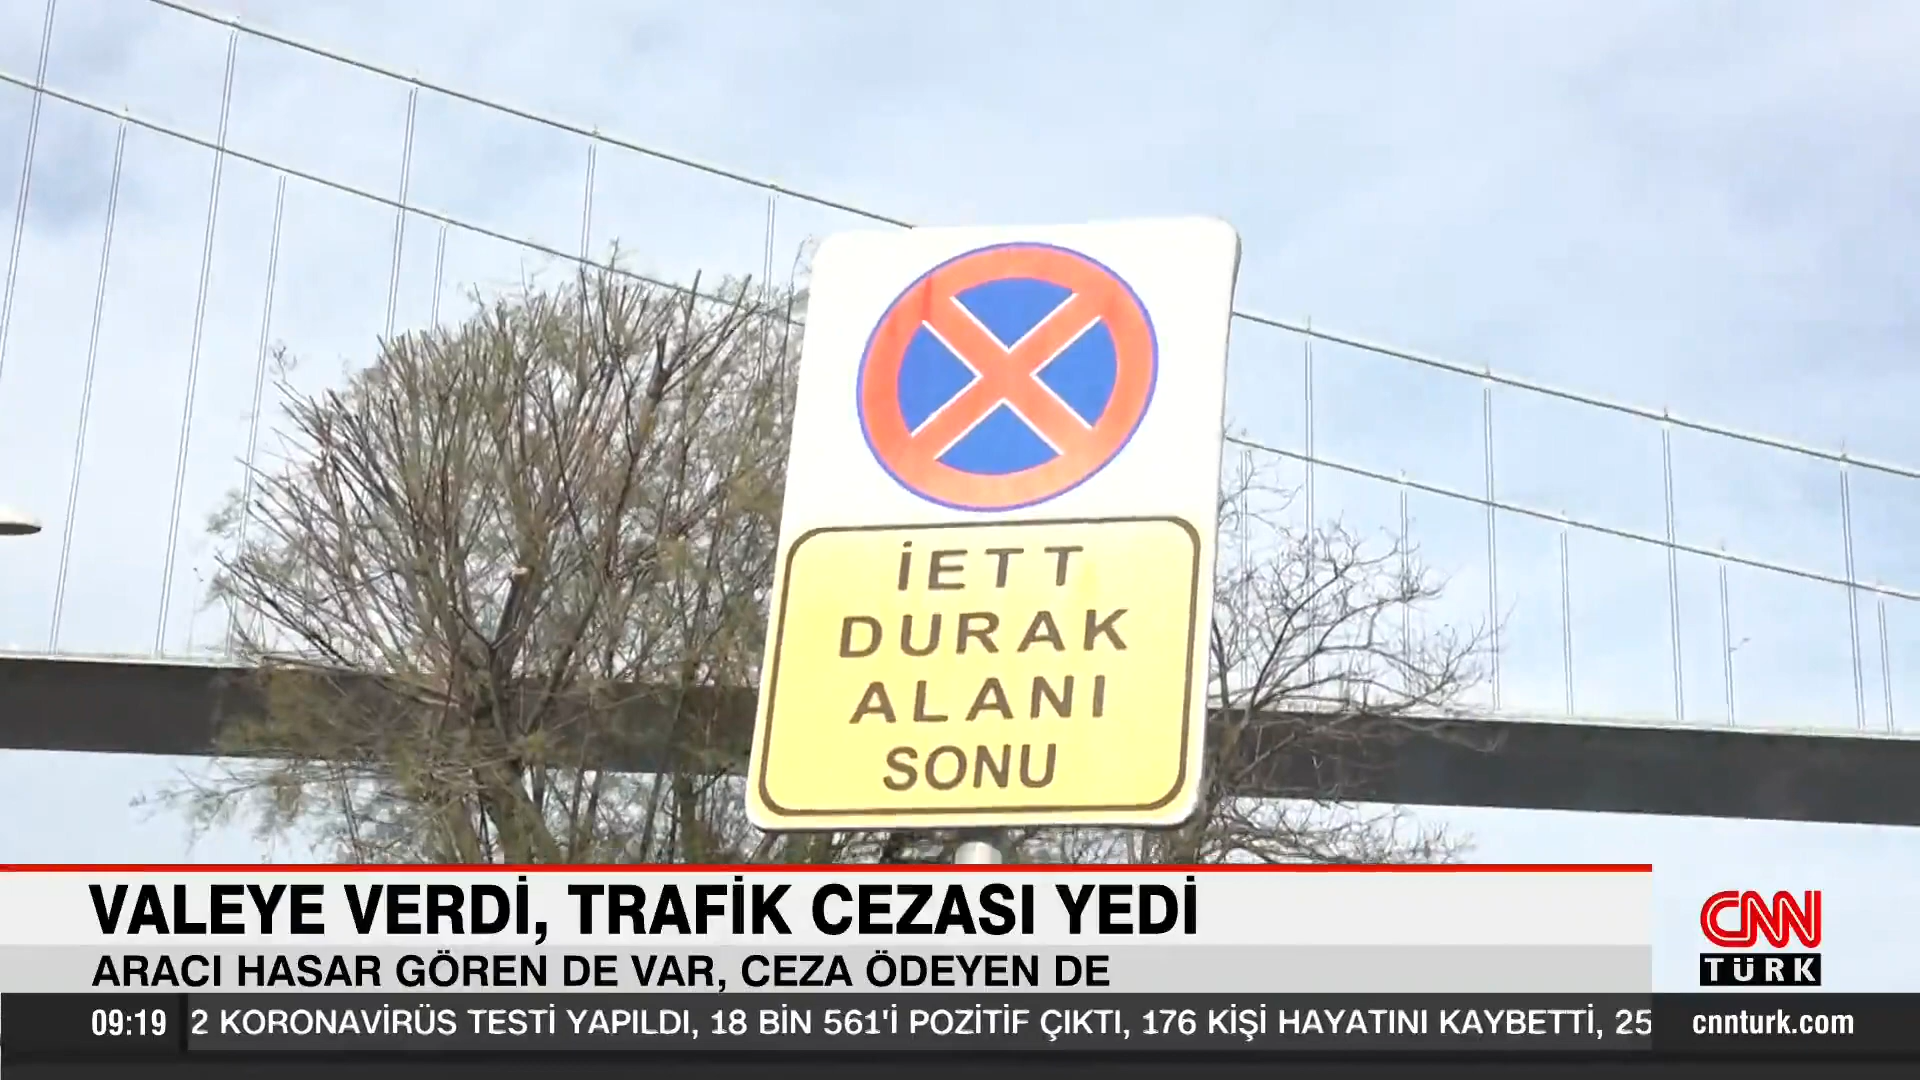 İETT
DURAK
ALANI
SONU
VALEYE VERDİ, TRAFİK CEZASI YEDİ
ARACI HASAR GÖREN DE VAR, CEZA ÖDEYEN DE
CNN
TÜRK
09:19 2 KORONAVİRÜS TESTİ YAPILDI, 18 BİN 561'İ POZİTİF ÇIKTI, 176 KİŞİ HAYATINI KAYBETTİ, 25
cnnturk.com